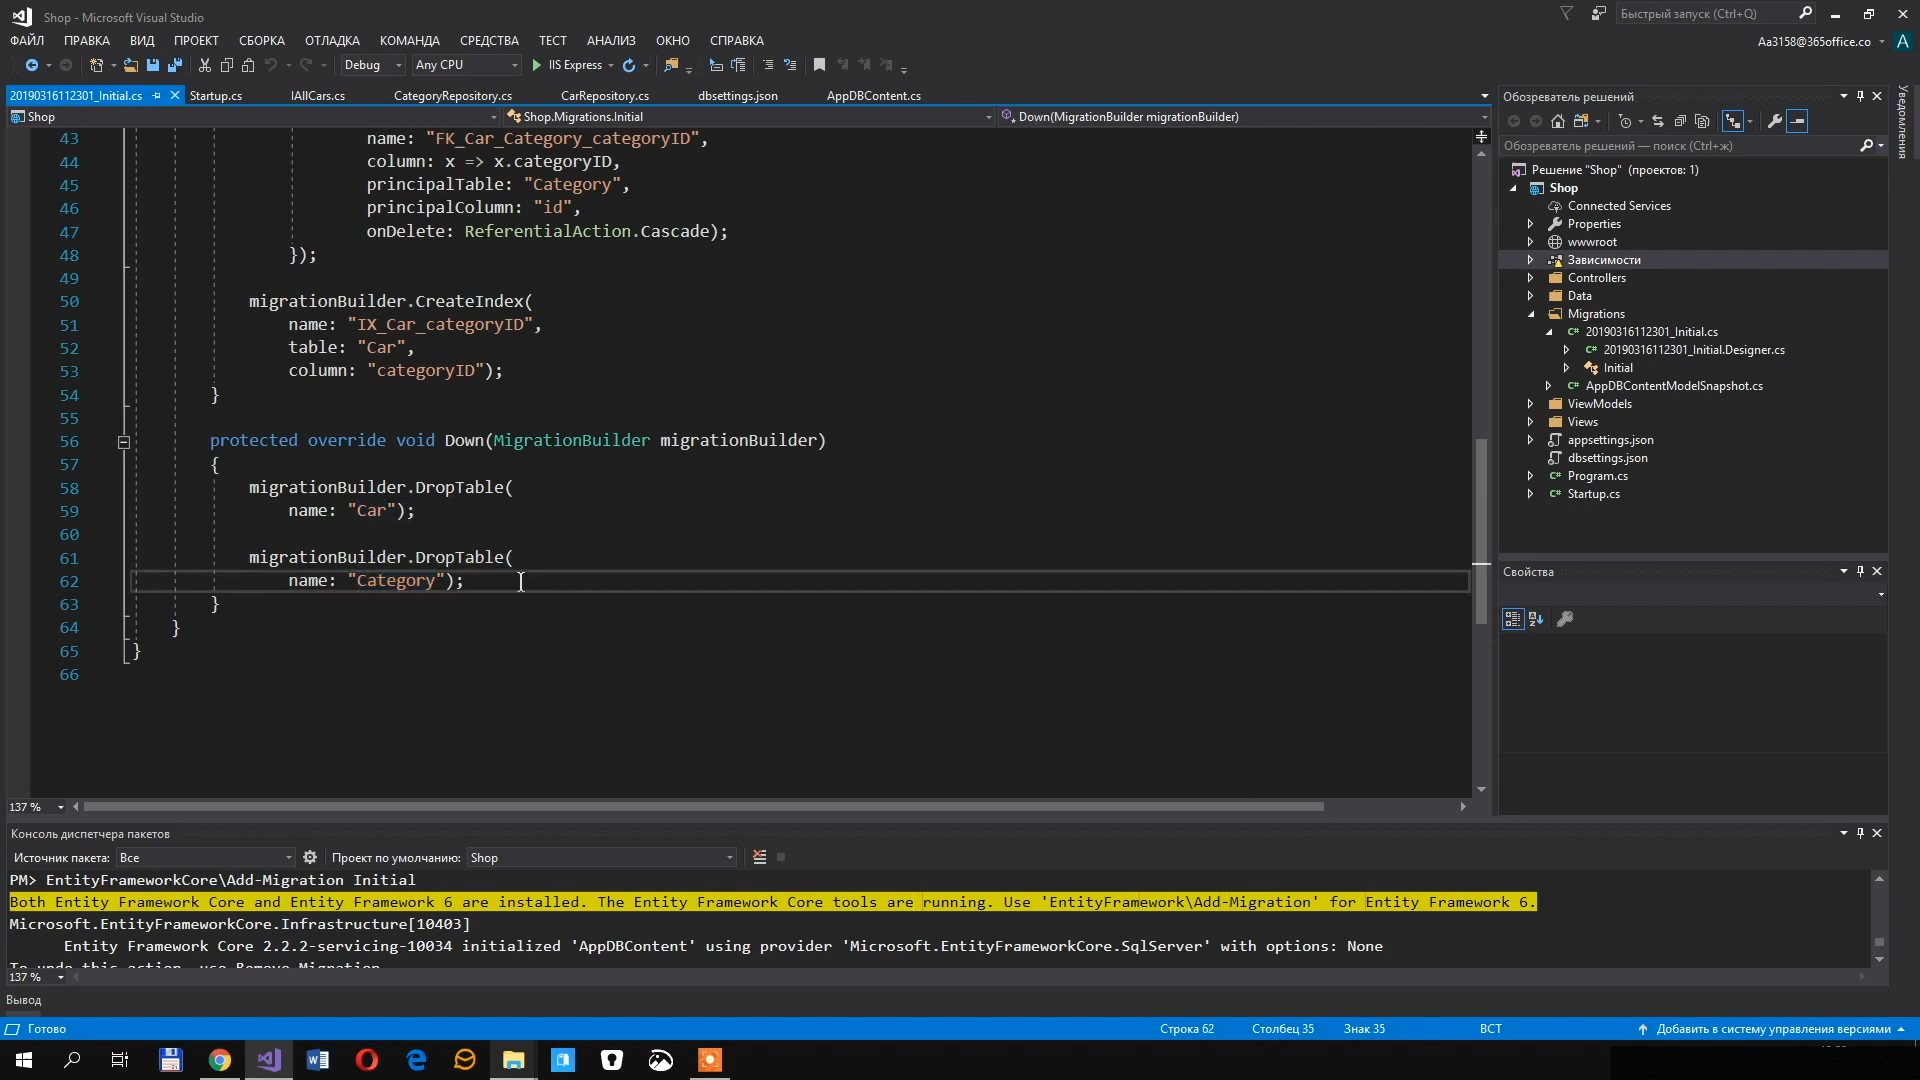 Shop - Microsoft Visual Studio
Быстрый запуск (Ctrl+Q)
ФАЙЛ ПРАВКА ВИД ПРОЕКТ СБОРКА ОТЛАДКА КОМАНДА СРЕДСТВА ТЕСТ АНАЛИЗ ОКНО СПРАВКА
Aa3158@365office.co A
Debug Any CPU IIS Express
20190316112301_Initial.cs Startup.cs IAllCars.cs CategoryRepository.cs CarRepository.cs dbsettings.json AppDBContent.cs
Shop Shop.Migrations.Initial Down(MigrationBuilder migrationBuilder)
43 name: "FK_Car_Category_categoryID",
44 column: x => x.categoryID,
45 principalTable: "Category",
46 principalColumn: "id",
47 onDelete: ReferentialAction.Cascade);
48 });
49
50 migrationBuilder.CreateIndex(
51 name: "IX_Car_categoryID",
52 table: "Car",
53 column: "categoryID");
54 }
55
56 protected override void Down(MigrationBuilder migrationBuilder)
57 {
58 migrationBuilder.DropTable(
59 name: "Car");
60
61 migrationBuilder.DropTable(
62 name: "Category");
63 }
64 }
65 }
66
137 %
Обозреватель решений
Обозреватель решений — поиск (Ctrl+ж)
Решение "Shop" (проектов: 1)
Shop
Connected Services
Properties
wwwroot
Зависимости
Controllers
Data
Migrations
20190316112301_Initial.cs
20190316112301_Initial.Designer.cs
Initial
AppDBContentModelSnapshot.cs
ViewModels
Views
appsettings.json
dbsettings.json
Program.cs
Startup.cs
Свойства
Уведомления
Консоль диспетчера пакетов
Источник пакета: Все Проект по умолчанию: Shop
PM> EntityFrameworkCore\Add-Migration Initial
Both Entity Framework Core and Entity Framework 6 are installed. The Entity Framework Core tools are running. Use 'EntityFramework\Add-Migration' for Entity Framework 6.
Microsoft.EntityFrameworkCore.Infrastructure[10403]
Entity Framework Core 2.2.2-servicing-10034 initialized 'AppDBContent' using provider 'Microsoft.EntityFrameworkCore.SqlServer' with options: None
To undo this action, use Remove-Migration.
137 %
Вывод
Готово Строка 62 Столбец 35 Знак 35 ВСТ Добавить в систему управления версиями